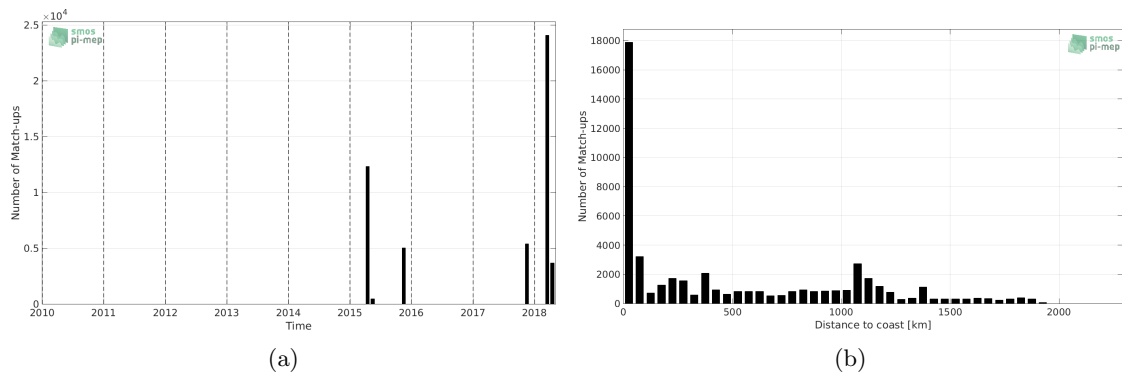 ×10⁴
smos
pi-mep
2.5
2
1.5
1
0.5
0
Number of Match-ups
2010 2011 2012 2013 2014 2015 2016 2017 2018
Time
(a)
smos
pi-mep
18000
16000
14000
12000
10000
8000
6000
4000
2000
0
Number of Match-ups
0 500 1000 1500 2000
Distance to coast [km]
(b)